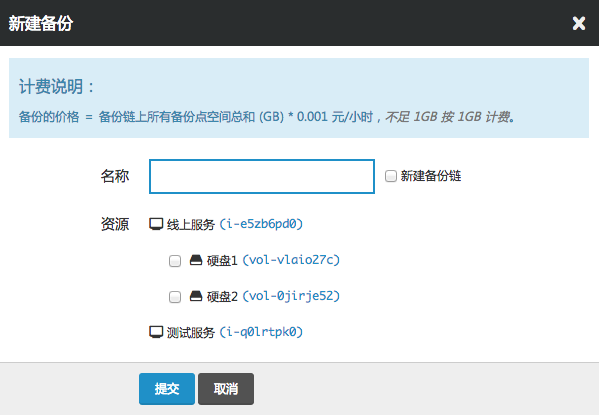 新建备份
计费说明：
备份的价格 = 备份链上所有备份点空间总和 (GB) * 0.001 元/小时，不足 1GB 按 1GB 计费。
名称 新建备份链
资源 线上服务 (i-e5zb6pd0)
硬盘1 (vol-vlaio27c)
硬盘2 (vol-0jirje52)
测试服务 (i-q0lrtpk0)
提交 取消